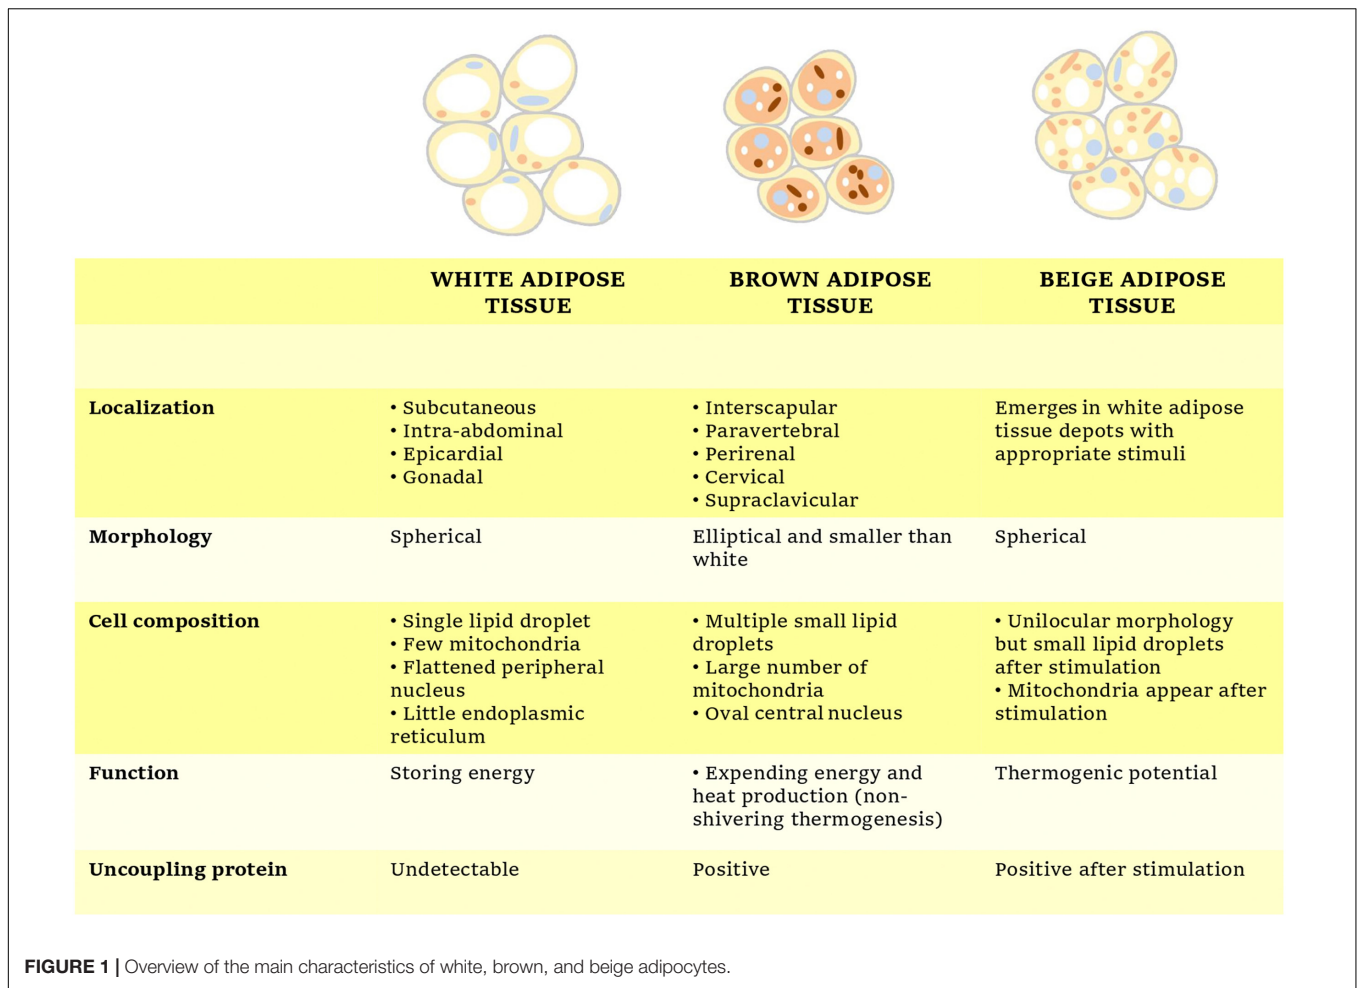 WHITE ADIPOSE
TISSUE
BROWN ADIPOSE
TISSUE
BEIGE ADIPOSE
TISSUE
Localization
• Subcutaneous
• Intra-abdominal
• Epicardial
• Gonadal
• Interscapular
• Paravertebral
• Perirenal
• Cervical
• Supraclavicular
Emerges in white adipose
tissue depots with
appropriate stimuli
Morphology
Spherical
Elliptical and smaller than
white
Spherical
Cell composition
• Single lipid droplet
• Few mitochondria
• Flattened peripheral
nucleus
• Little endoplasmic
reticulum
• Multiple small lipid
droplets
• Large number of
mitochondria
• Oval central nucleus
• Unilocular morphology
but small lipid droplets
after stimulation
• Mitochondria appear after
stimulation
Function
Storing energy
• Expending energy and
heat production (non-
shivering thermogenesis)
Thermogenic potential
Uncoupling protein
Undetectable
Positive
Positive after stimulation
FIGURE 1 | Overview of the main characteristics of white, brown, and beige adipocytes.